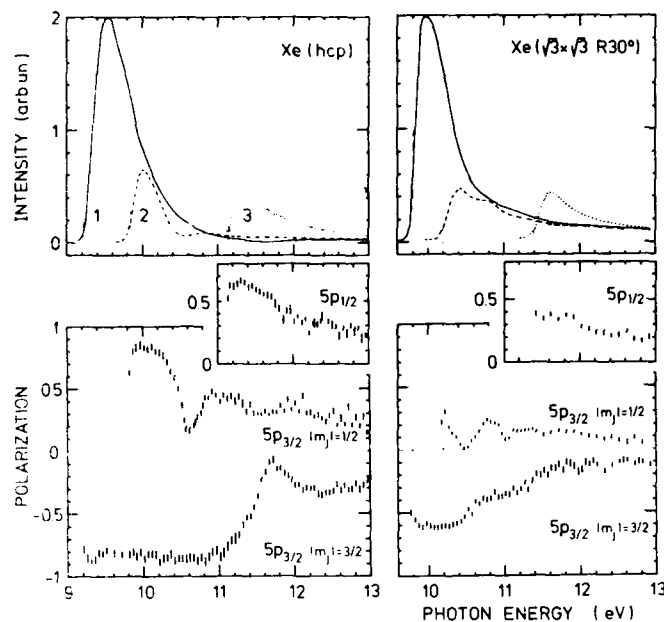 INTENSITY (arb un)
2
1
0
Xe (hcp)
1
2
3
Xe (√3×√3 R30°)
0.5
0
5p1/2
0.5
0
5p1/2
POLARIZATION
1
0.5
0
-0.5
-1
5p3/2 |mj|=1/2
5p3/2 |mj|=3/2
5p3/2 |mj|=1/2
5p3/2 |mj|=3/2
9 10 11 12 13
10 11 12 13
PHOTON ENERGY (eV)